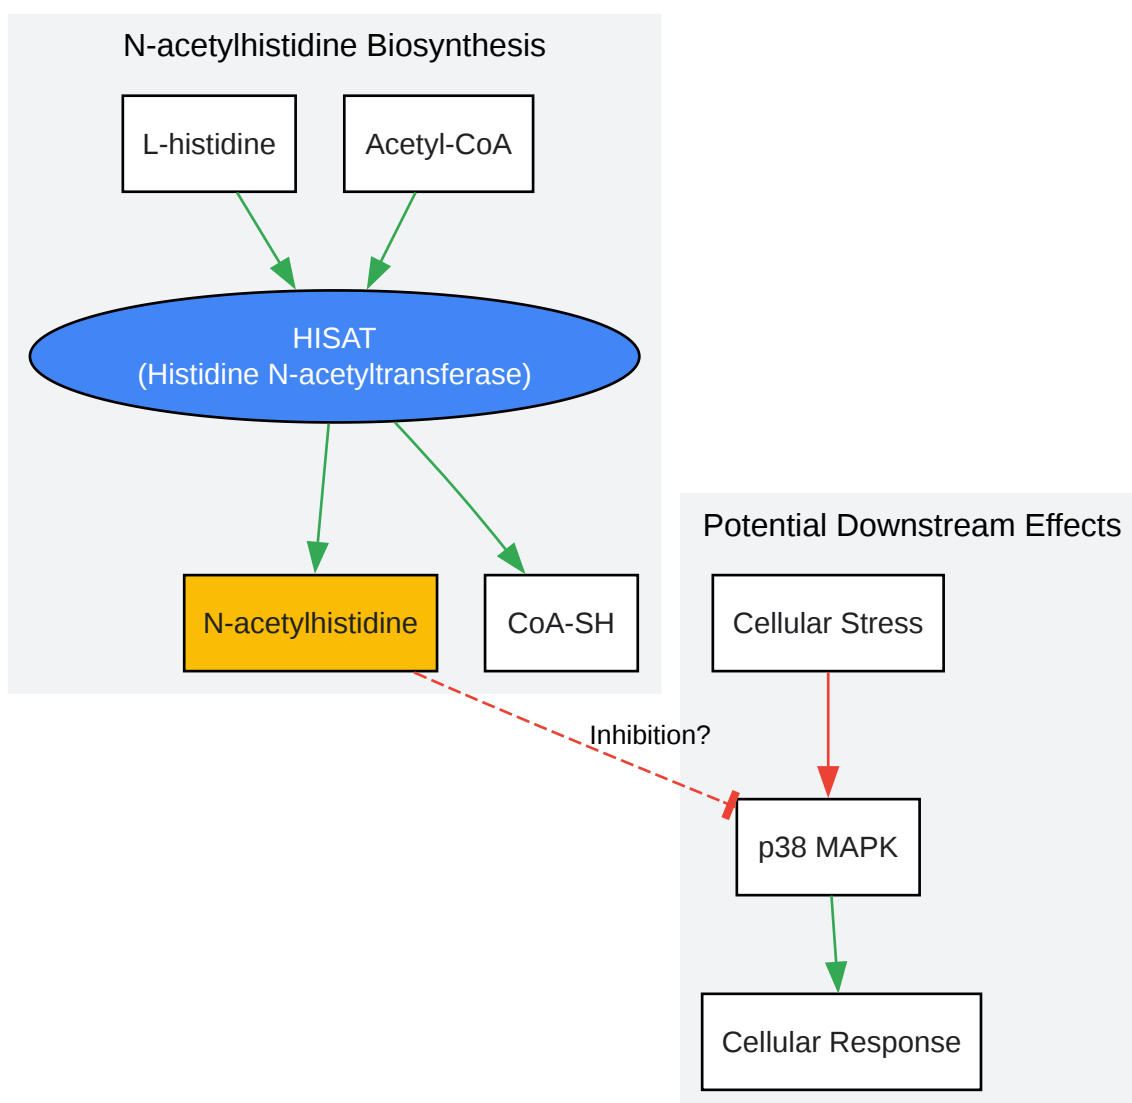 N-acetylhistidine Biosynthesis
L-histidine
Acetyl-CoA
HISAT
(Histidine N-acetyltransferase)
N-acetylhistidine
CoA-SH
Potential Downstream Effects
Cellular Stress
Inhibition?
p38 MAPK
Cellular Response